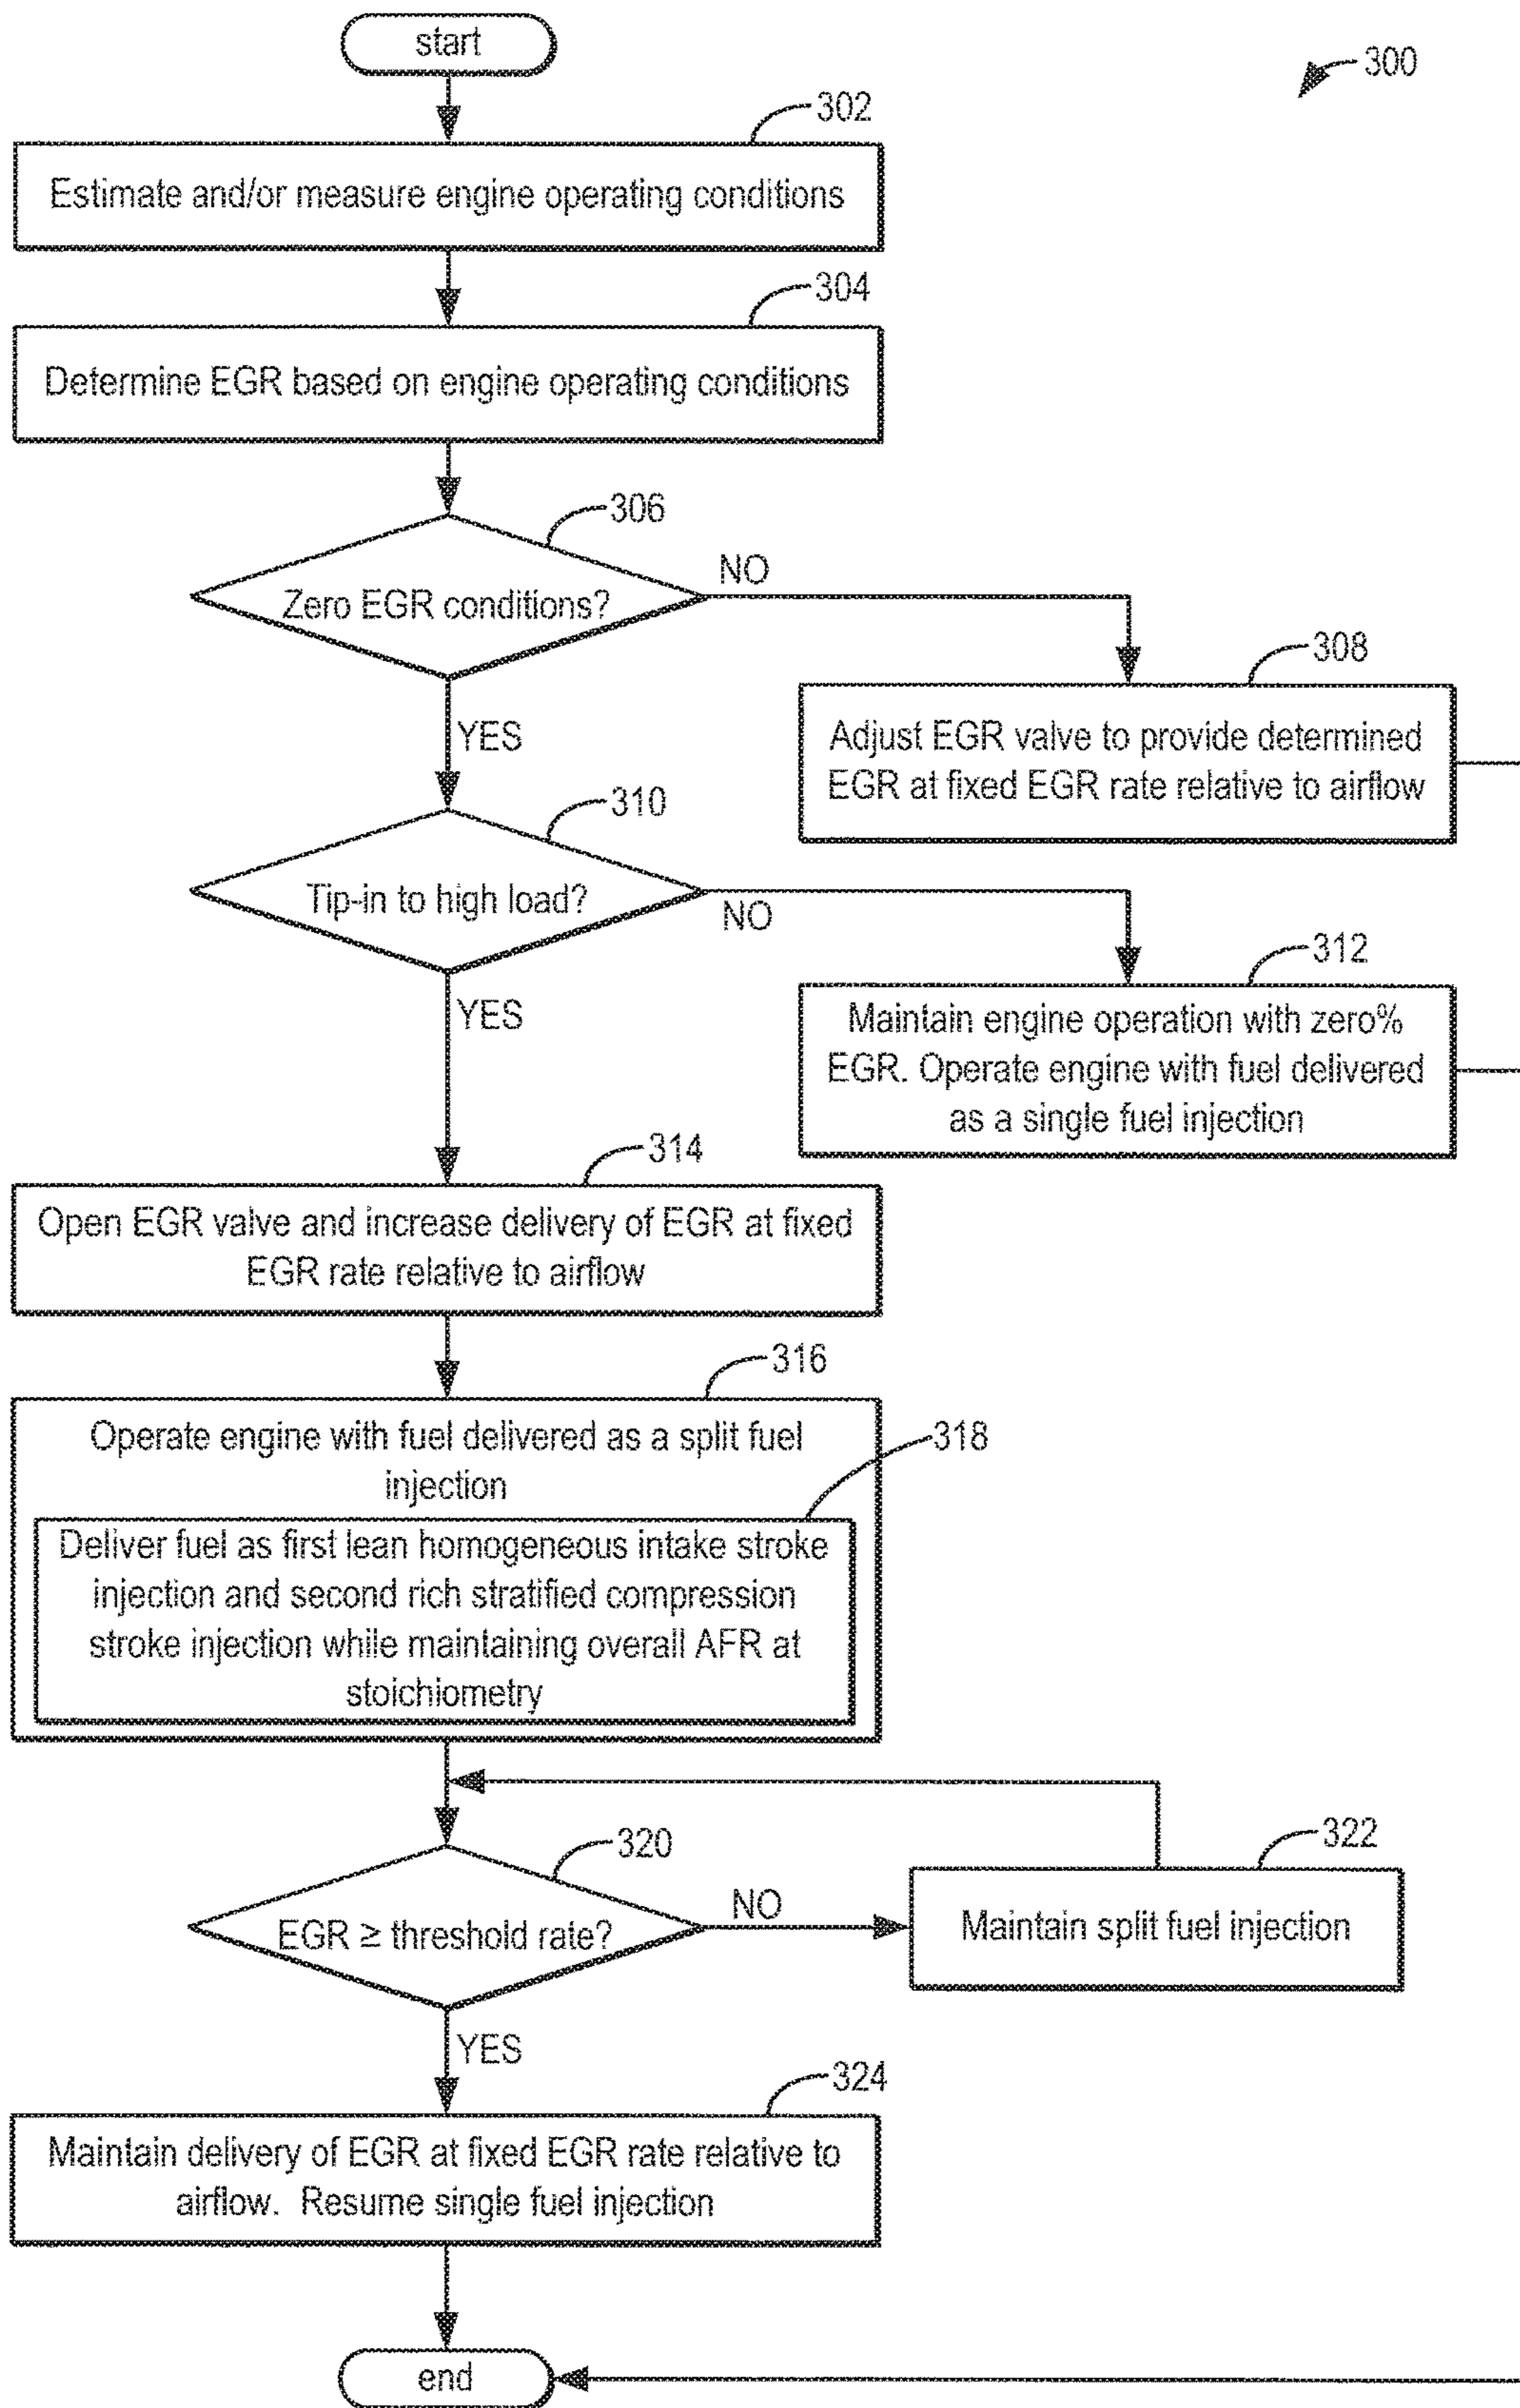 start
300
302
Estimate and/or measure engine operating conditions
304
Determine EGR based on engine operating conditions
306
Zero EGR conditions?
NO
308
YES
Adjust EGR valve to provide determined
EGR at fixed EGR rate relative to airflow
310
Tip-in to high load?
NO
312
YES
Maintain engine operation with zero%
EGR. Operate engine with fuel delivered
as a single fuel injection
314
Open EGR valve and increase delivery of EGR at fixed
EGR rate relative to airflow
316
Operate engine with fuel delivered as a split fuel
injection
318
Deliver fuel as first lean homogeneous intake stroke
injection and second rich stratified compression
stroke injection while maintaining overall AFR at
stoichiometry
320
EGR ≥ threshold rate?
NO
322
Maintain split fuel injection
YES
324
Maintain delivery of EGR at fixed EGR rate relative to
airflow. Resume single fuel injection
end